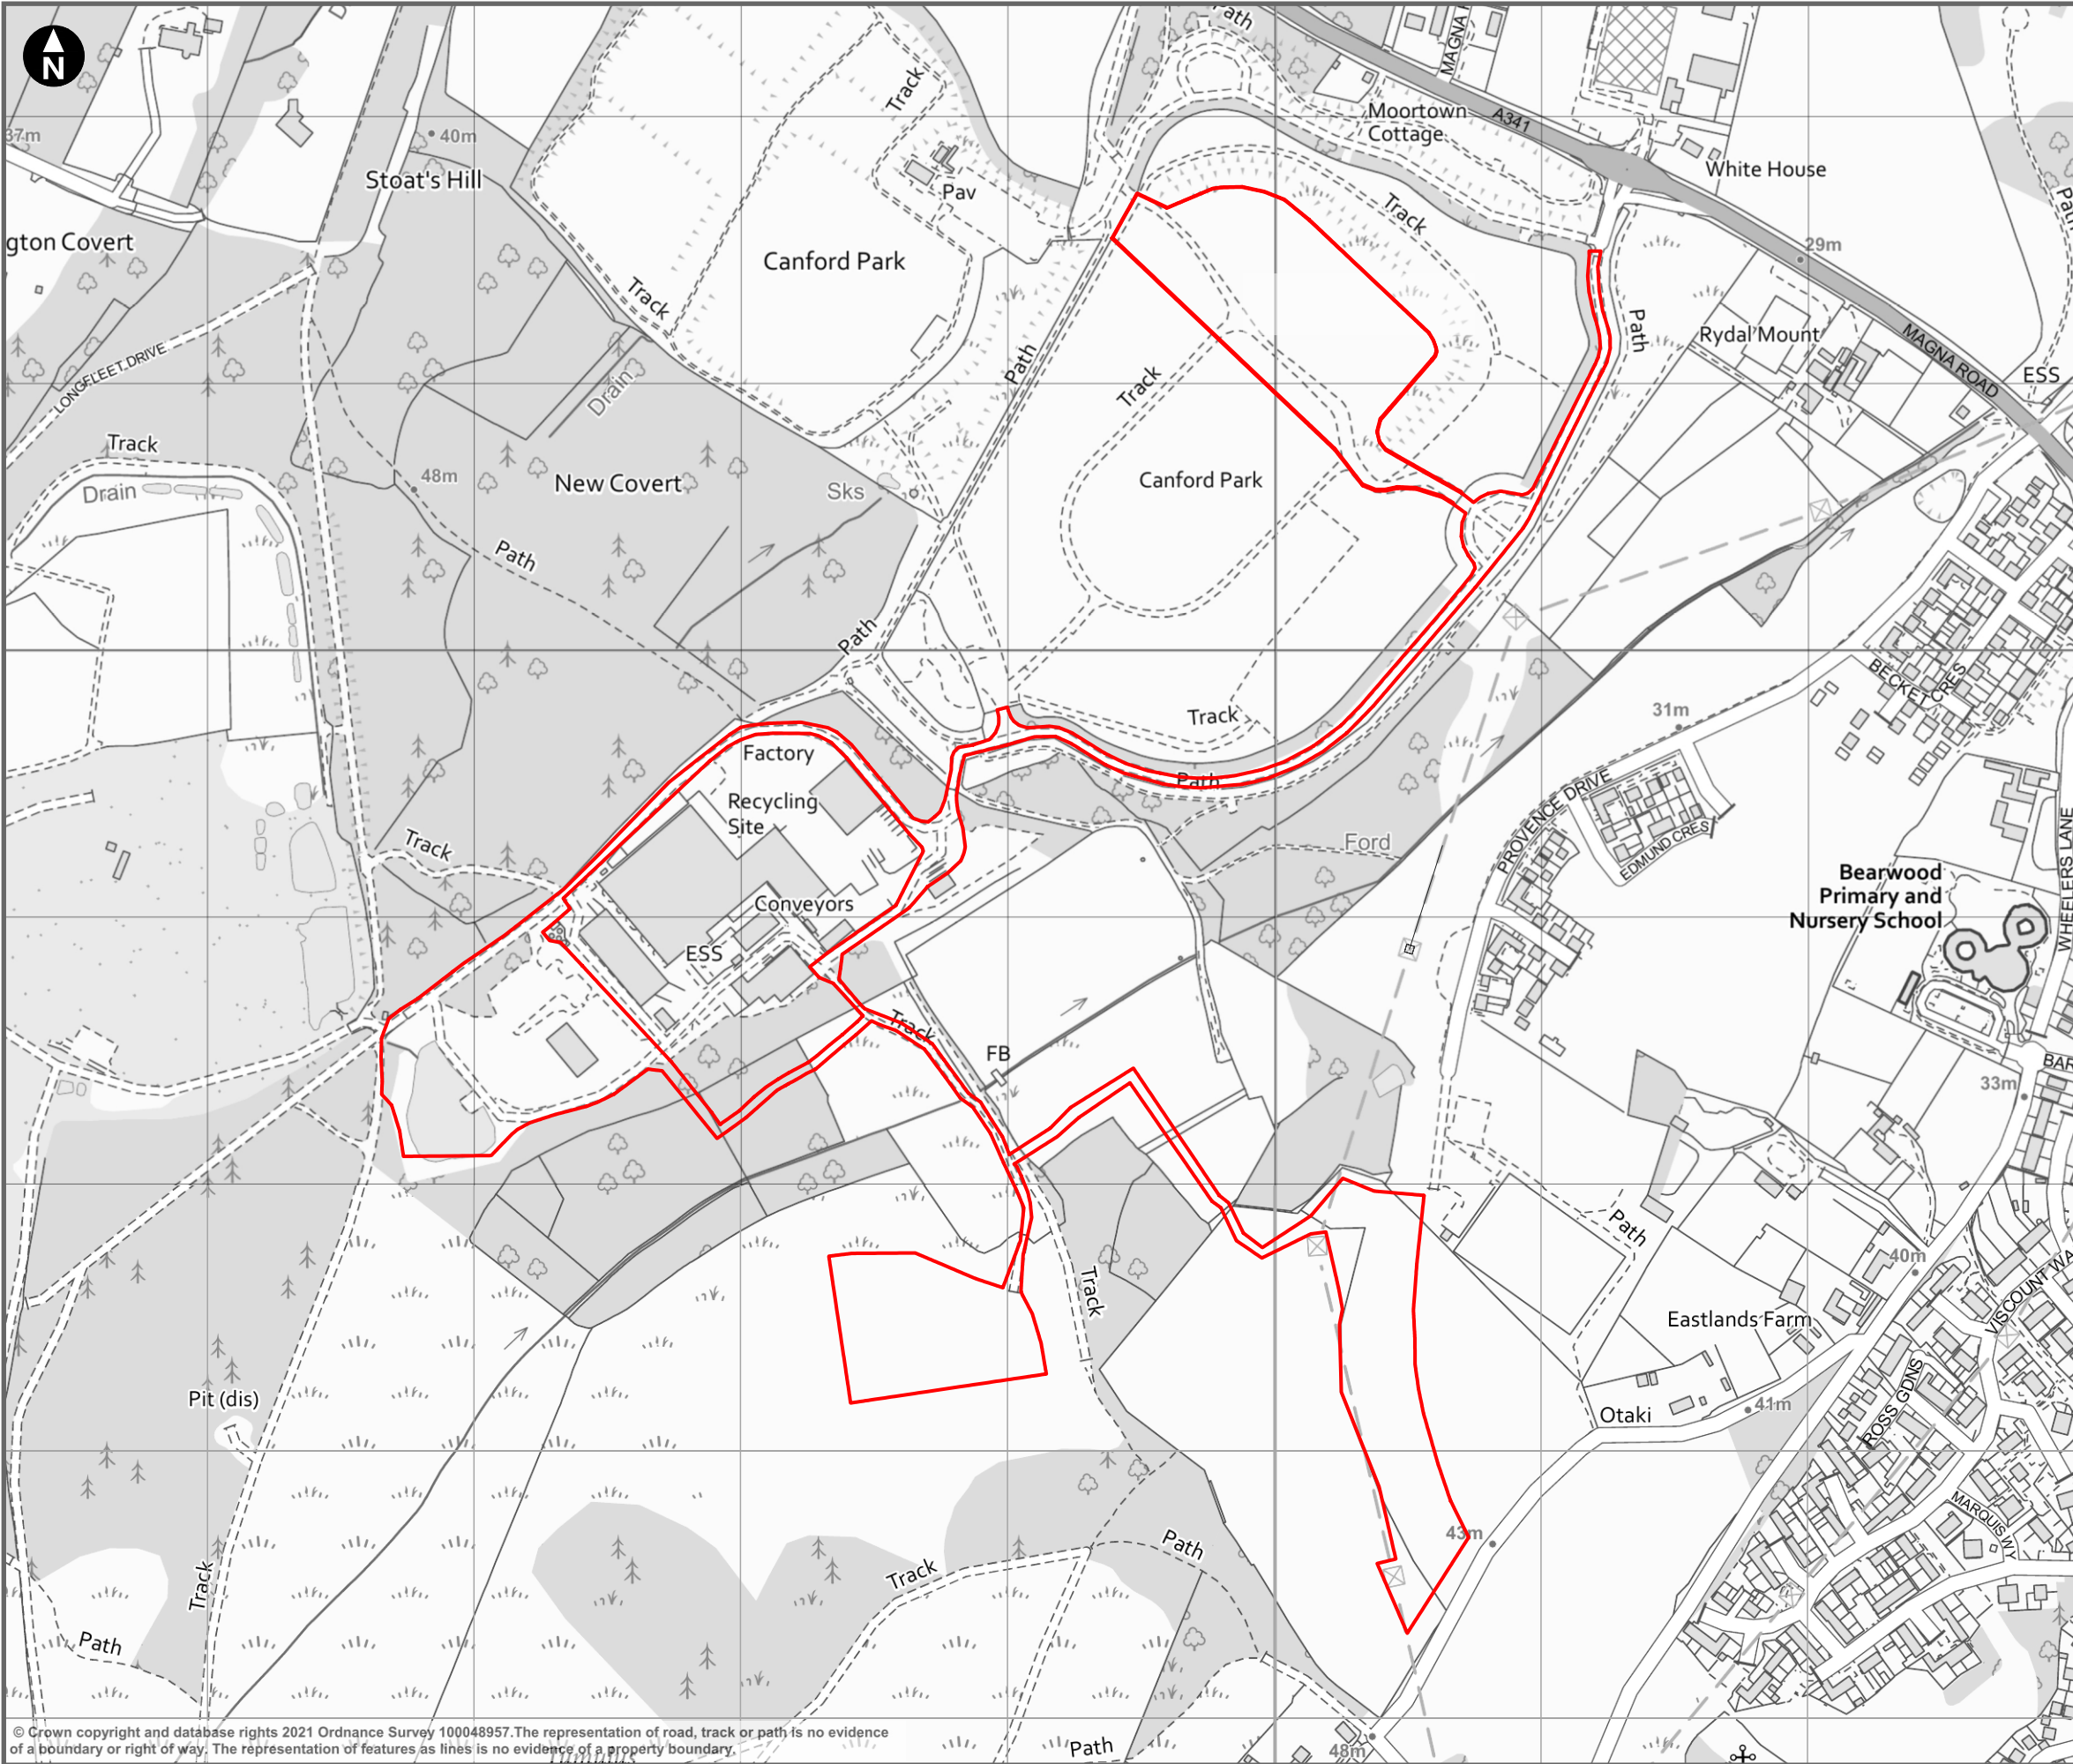 N
Path
MAGNA
Track
Moortown
Cottage
A341
37m
40m
Stoat's Hill
White House
Pav
Track
gton Covert
Canford Park
29m
Path
Track
Path
Rydal Mount
MAGNA ROAD
LONGFLEET DRIVE
Path
Track
ESS
Drain
Track
48m
New Covert
Sks
Canford Park
Drain
Path
Path
BECKET CRES
Track
31m
Factory
Path
Recycling
Site
PROVENCE DRIVE
Track
Ford
EDMUND CRES
WHEELERS LANE
Bearwood
Primary and
Nursery School
Conveyors
ESS
Track
FB
BAR
33m
Path
40m
VISCOUNT WA
Track
Eastlands Farm
Pit (dis)
ROSS GDNS
Otaki
41m
43m
MARQUIS WY
Path
Track
Track
Path
© Crown copyright and database rights 2021 Ordnance Survey 100048957.The representation of road, track or path is no evidence
of a boundary or right of way. The representation of features as lines is no evidence of a property boundary.
Path
48m